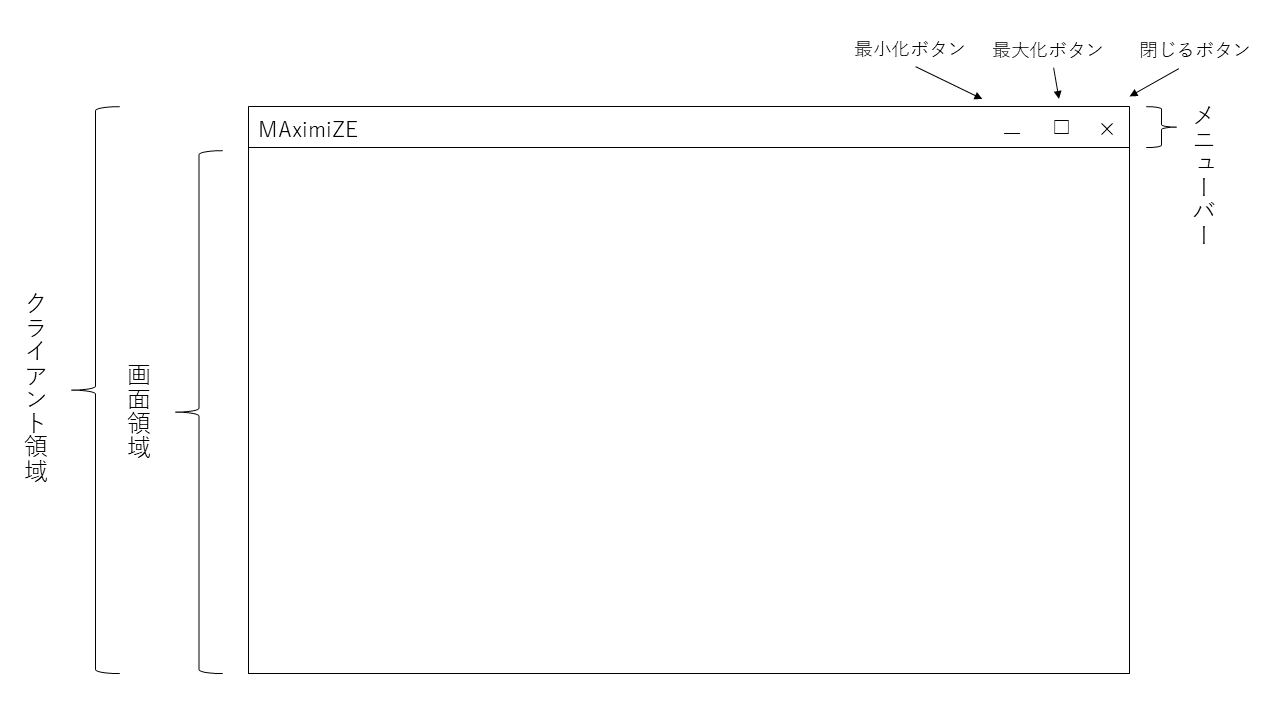 最小化ボタン
最大化ボタン
閉じるボタン
MAximiZE
メニューバー
クライアント領域
画面領域